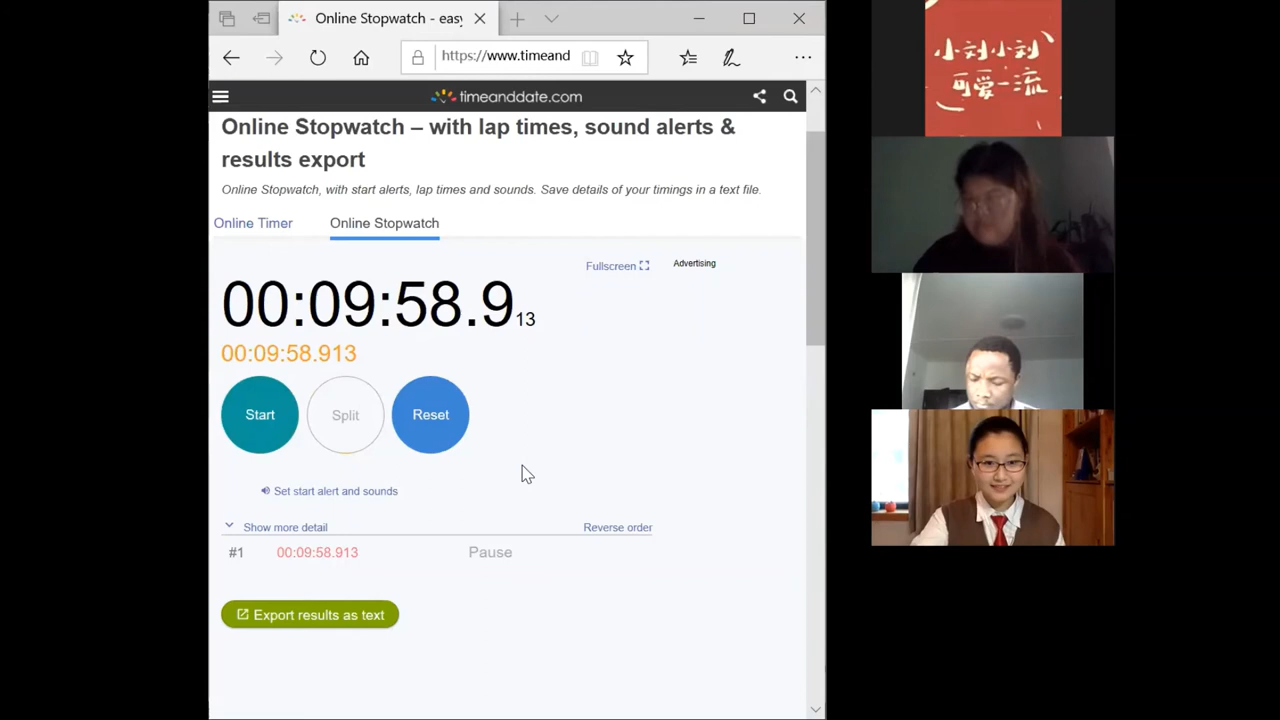 Online Stopwatch - easy
https://www.timeand
timeanddate.com
Online Stopwatch – with lap times, sound alerts &
results export
Online Stopwatch, with start alerts, lap times and sounds. Save details of your timings in a text file.
Online Timer
Online Stopwatch
Fullscreen
Advertising
00:09:58.913
00:09:58.913
Start
Split
Reset
Set start alert and sounds
Show more detail
Reverse order
#1 00:09:58.913 Pause
Export results as text
小刘小刘
可爱一流